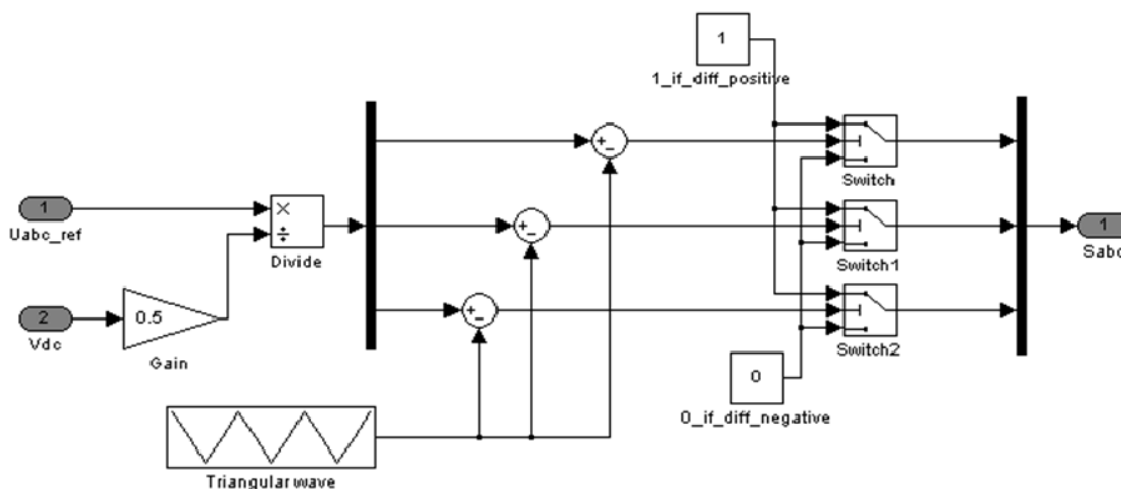 1
1_if_diff_positive
+
-
Switch
1
Uabc_ref
×
÷
Divide
+
-
Switch1
1
Sabc
2
Vdc
0.5
Gain
+
-
Switch2
0
0_if_diff_negative
Triangular wave